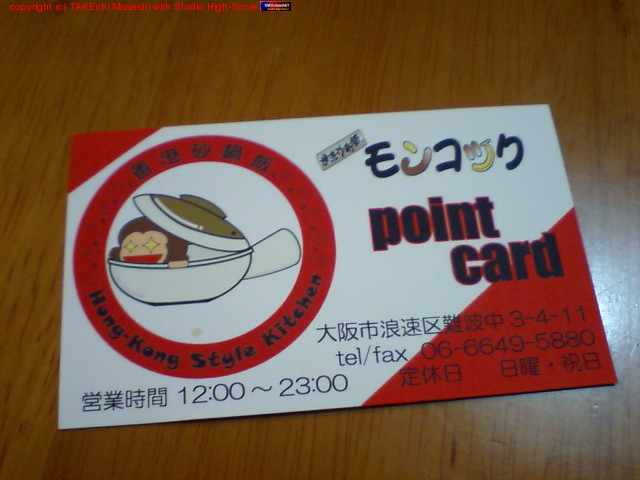 copyright (c) TAKEchi Masashi with Studio High-Score
香港砂鍋飯
Hong-Kong Style Kitchen
モンコック
point
card
大阪市浪速区難波中 3-4-11
tel/fax 06-6649-5880
定休日 日曜・祝日
営業時間 12:00～23:00